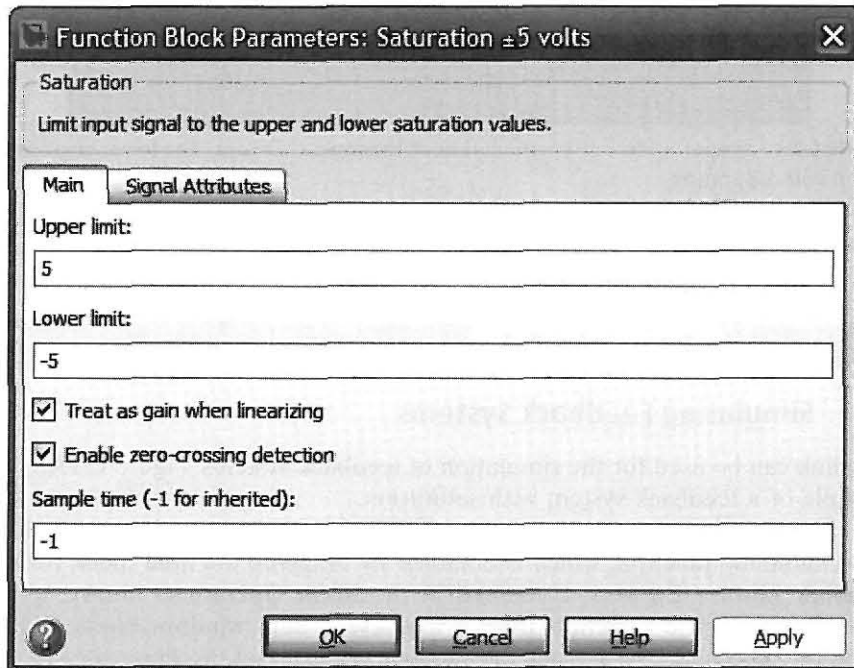 Function Block Parameters: Saturation ±5 volts
Saturation
Limit input signal to the upper and lower saturation values.
Main
Signal Attributes
Upper limit:
5
Lower limit:
-5
Treat as gain when linearizing
Enable zero-crossing detection
Sample time (-1 for inherited):
-1
OK
Cancel
Help
Apply